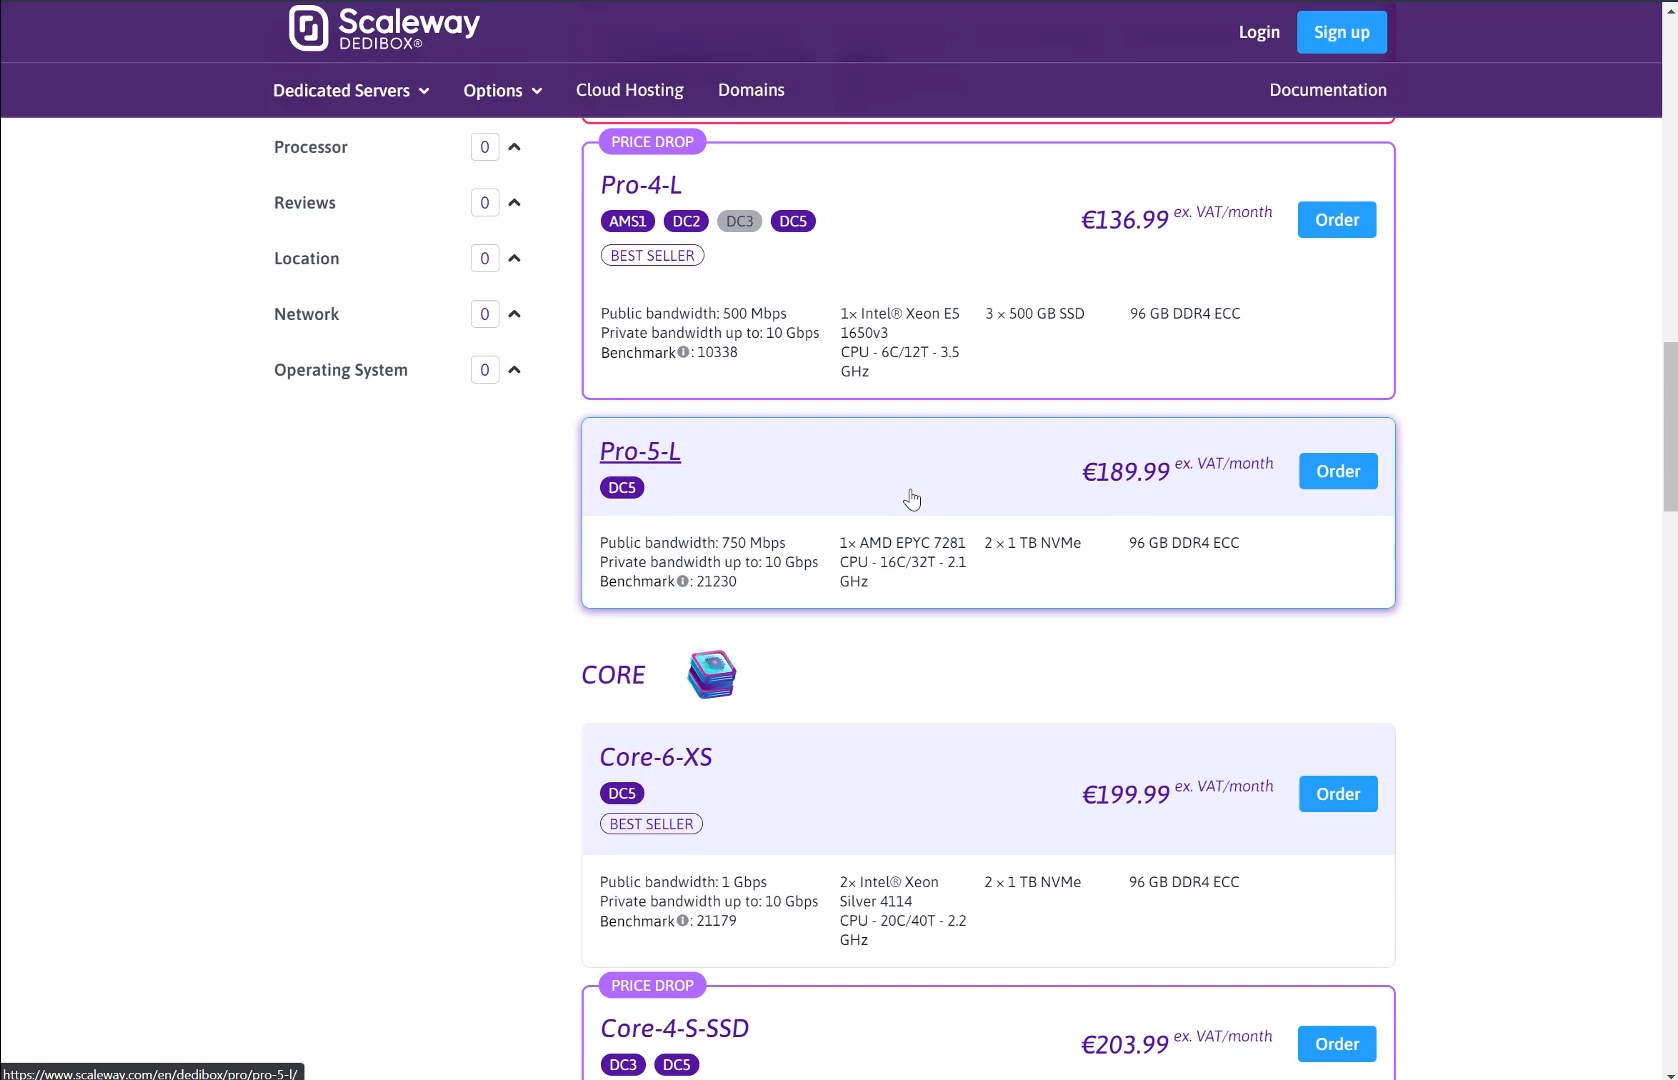 Scaleway
DEDIBOX®
Login
Sign up
Dedicated Servers
Options
Cloud Hosting
Domains
Documentation
Processor
0
Reviews
0
Location
0
Network
0
Operating System
0
PRICE DROP
Pro-4-L
AMS1 DC2 DC3 DC5
BEST SELLER
€136.99 ex. VAT/month
Order
Public bandwidth: 500 Mbps
Private bandwidth up to: 10 Gbps
Benchmark: 10338
1x Intel® Xeon E5
1650v3
CPU - 6C/12T - 3.5
GHz
3 x 500 GB SSD
96 GB DDR4 ECC
Pro-5-L
DC5
€189.99 ex. VAT/month
Order
Public bandwidth: 750 Mbps
Private bandwidth up to: 10 Gbps
Benchmark: 21230
1x AMD EPYC 7281
CPU - 16C/32T - 2.1
GHz
2 x 1 TB NVMe
96 GB DDR4 ECC
CORE
Core-6-XS
DC5
BEST SELLER
€199.99 ex. VAT/month
Order
Public bandwidth: 1 Gbps
Private bandwidth up to: 10 Gbps
Benchmark: 21179
2x Intel® Xeon
Silver 4114
CPU - 20C/40T - 2.2
GHz
2 x 1 TB NVMe
96 GB DDR4 ECC
PRICE DROP
Core-4-S-SSD
DC3 DC5
€203.99 ex. VAT/month
Order
https://www.scaleway.com/en/dedibox/pro/pro-5-l/